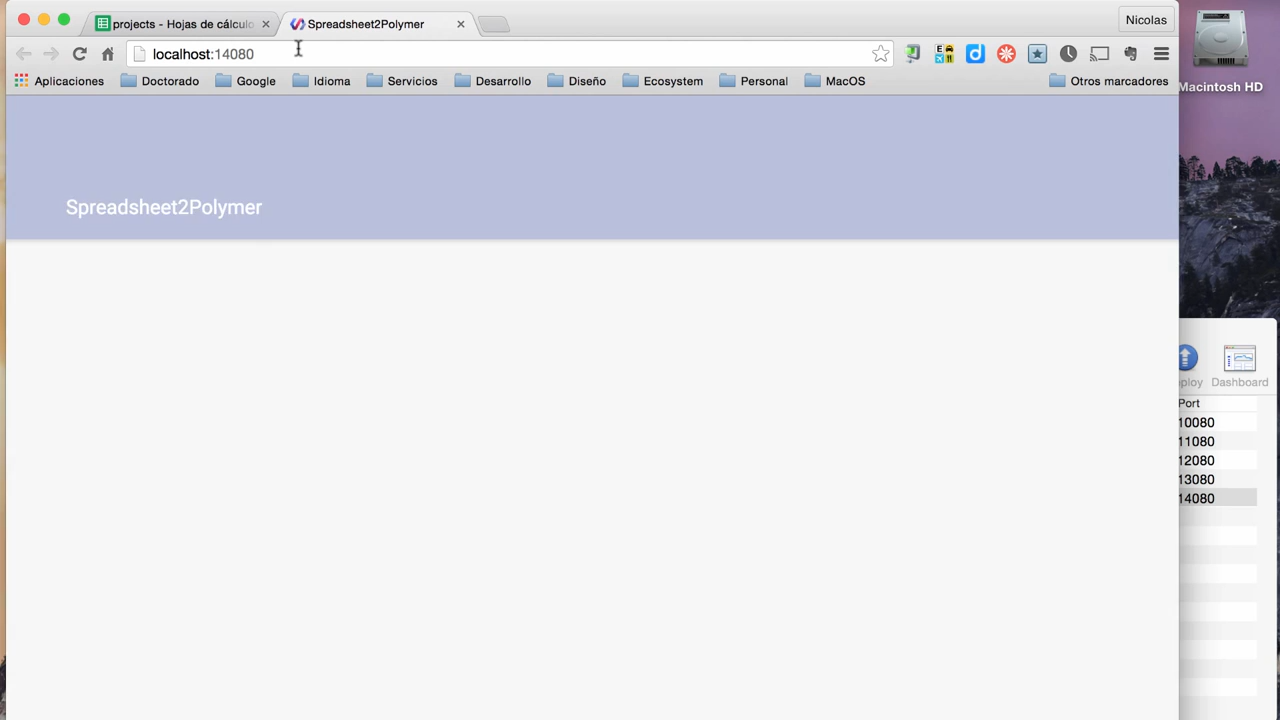 projects - Hojas de cálculo
Spreadsheet2Polymer
Nicolas
localhost:14080
Aplicaciones
Doctorado
Google
Idioma
Servicios
Desarrollo
Diseño
Ecosystem
Personal
MacOS
Otros marcadores
Macintosh HD
Spreadsheet2Polymer
Dashboard
Port
10080
11080
12080
13080
14080